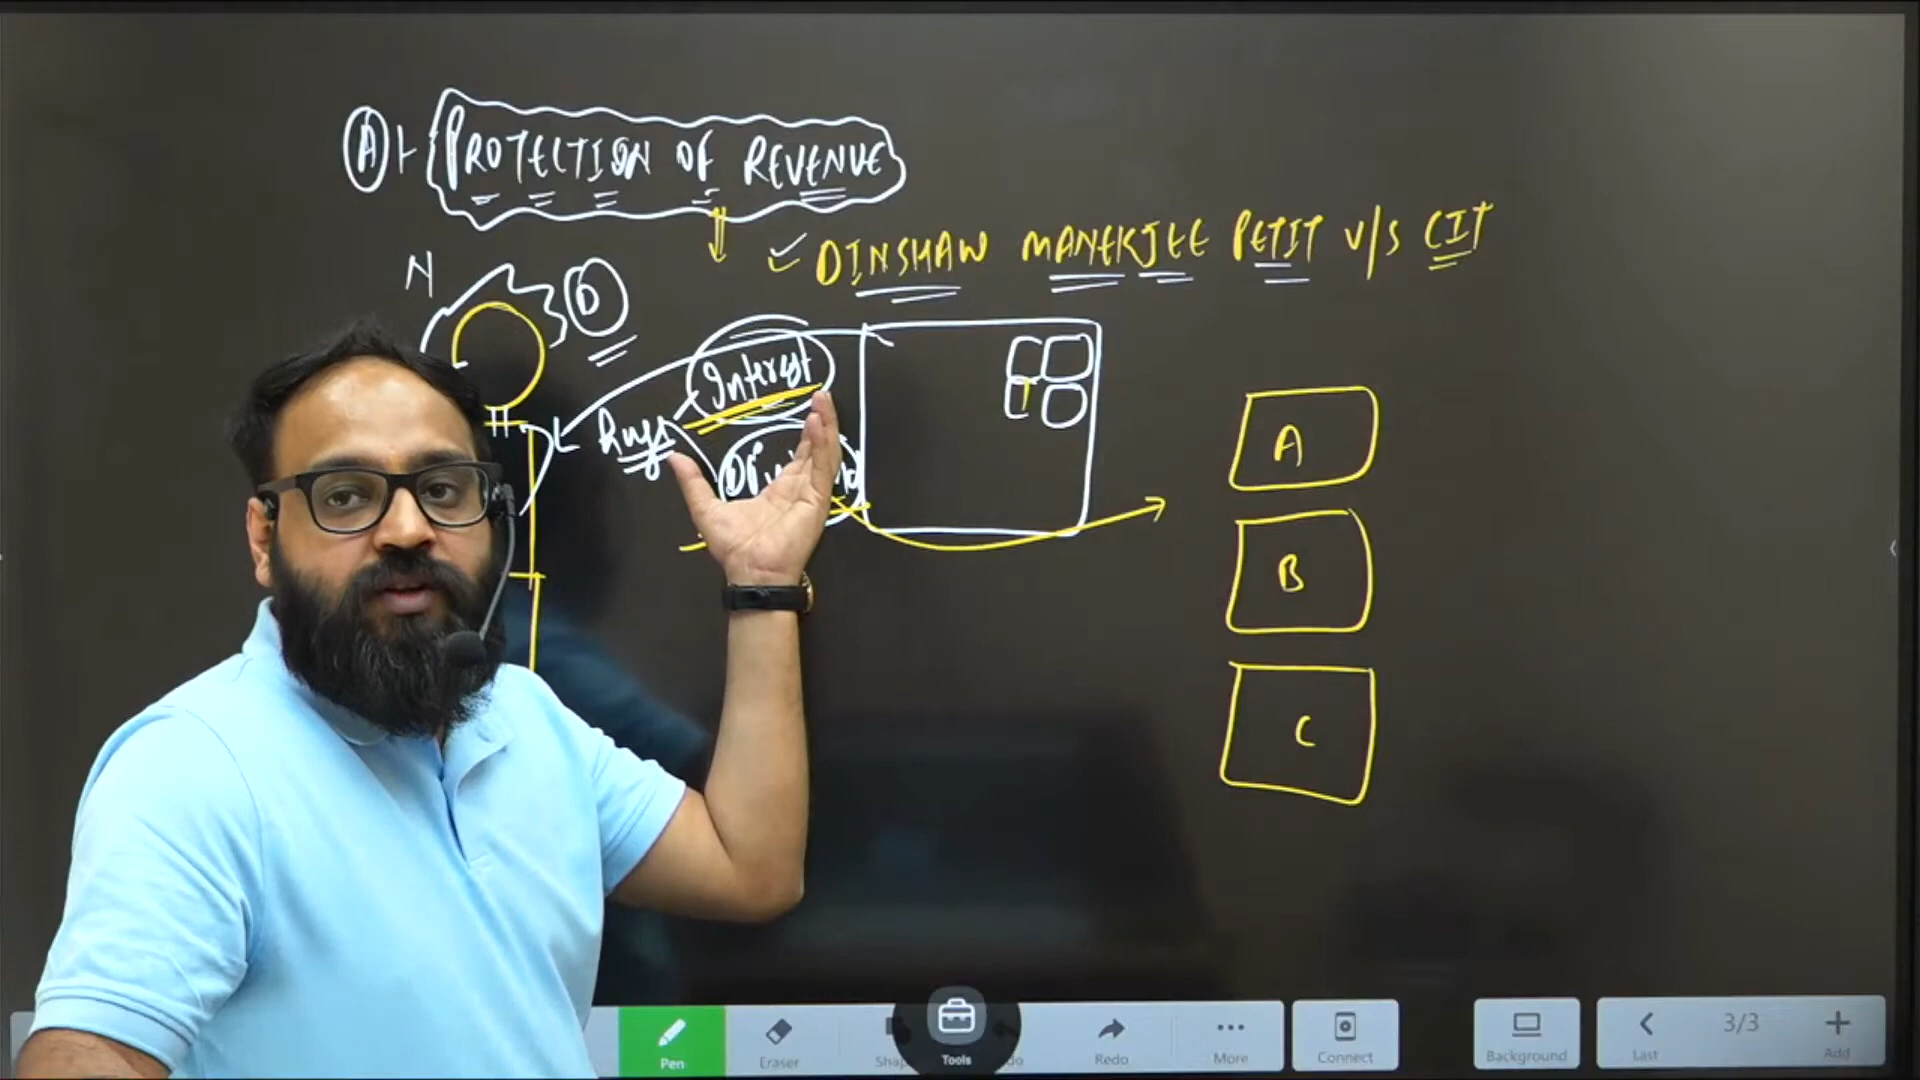 A PROTECTION OF REVENUE
DINSHAW MANEKJEE PETIT V/S CIT
D
Interest
A
B
C
Pen
Eraser
Tools
Redo
More
Connect
Background
Last
3/3
Add